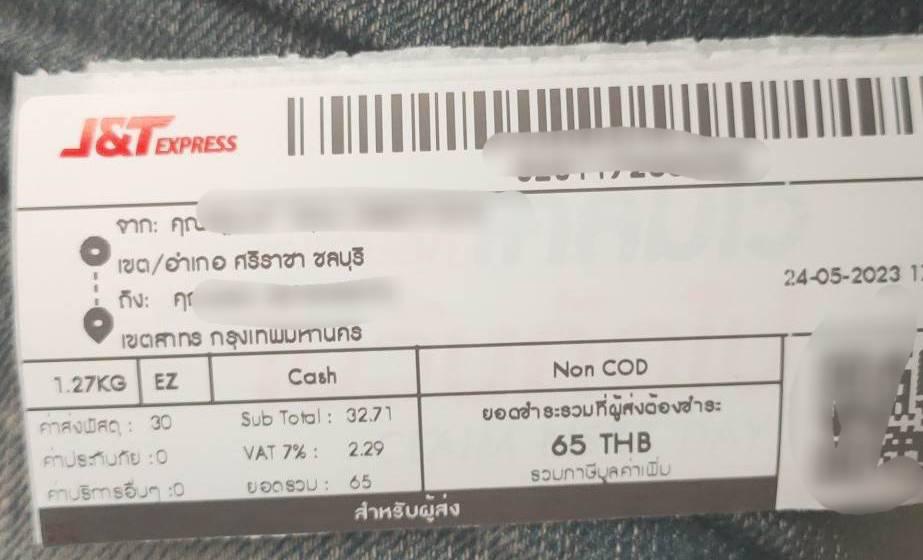 J&T EXPRESS
จาก: คุณ
เขต/อำเภอ ศรีราชา ชลบุรี
24-05-2023
ถึง:
เขตสาทร กรุงเทพมหานคร
1.27KG EZ Cash Non COD
ค่าส่งพัสดุ : 30 Sub Total : 32.71 ยอดชำระรวมที่ผู้ส่งต้องชำระ
ค่าประกันภัย :0 VAT 7% : 2.29 65 THB
ค่าบริการอื่นๆ :0 ยอดรวม : 65 รวมภาษีมูลค่าเพิ่ม
สำหรับผู้ส่ง